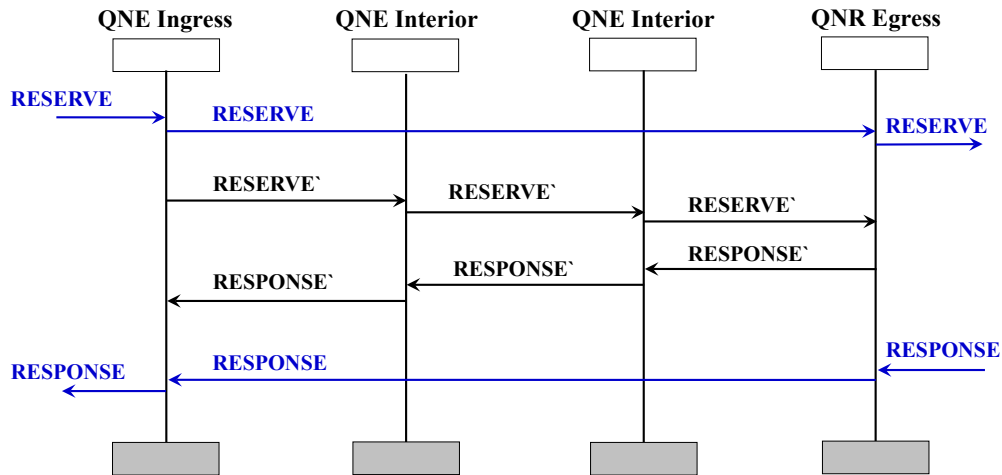 QNE Ingress
QNE Interior
QNE Interior
QNR Egress
RESERVE
RESERVE
RESERVE
RESERVE`
RESERVE`
RESERVE`
RESPONSE`
RESPONSE`
RESPONSE`
RESPONSE
RESPONSE
RESPONSE